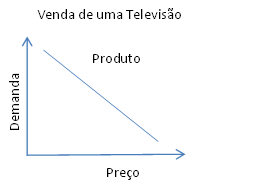 Venda de uma Televisão
Produto
Demanda
Preço